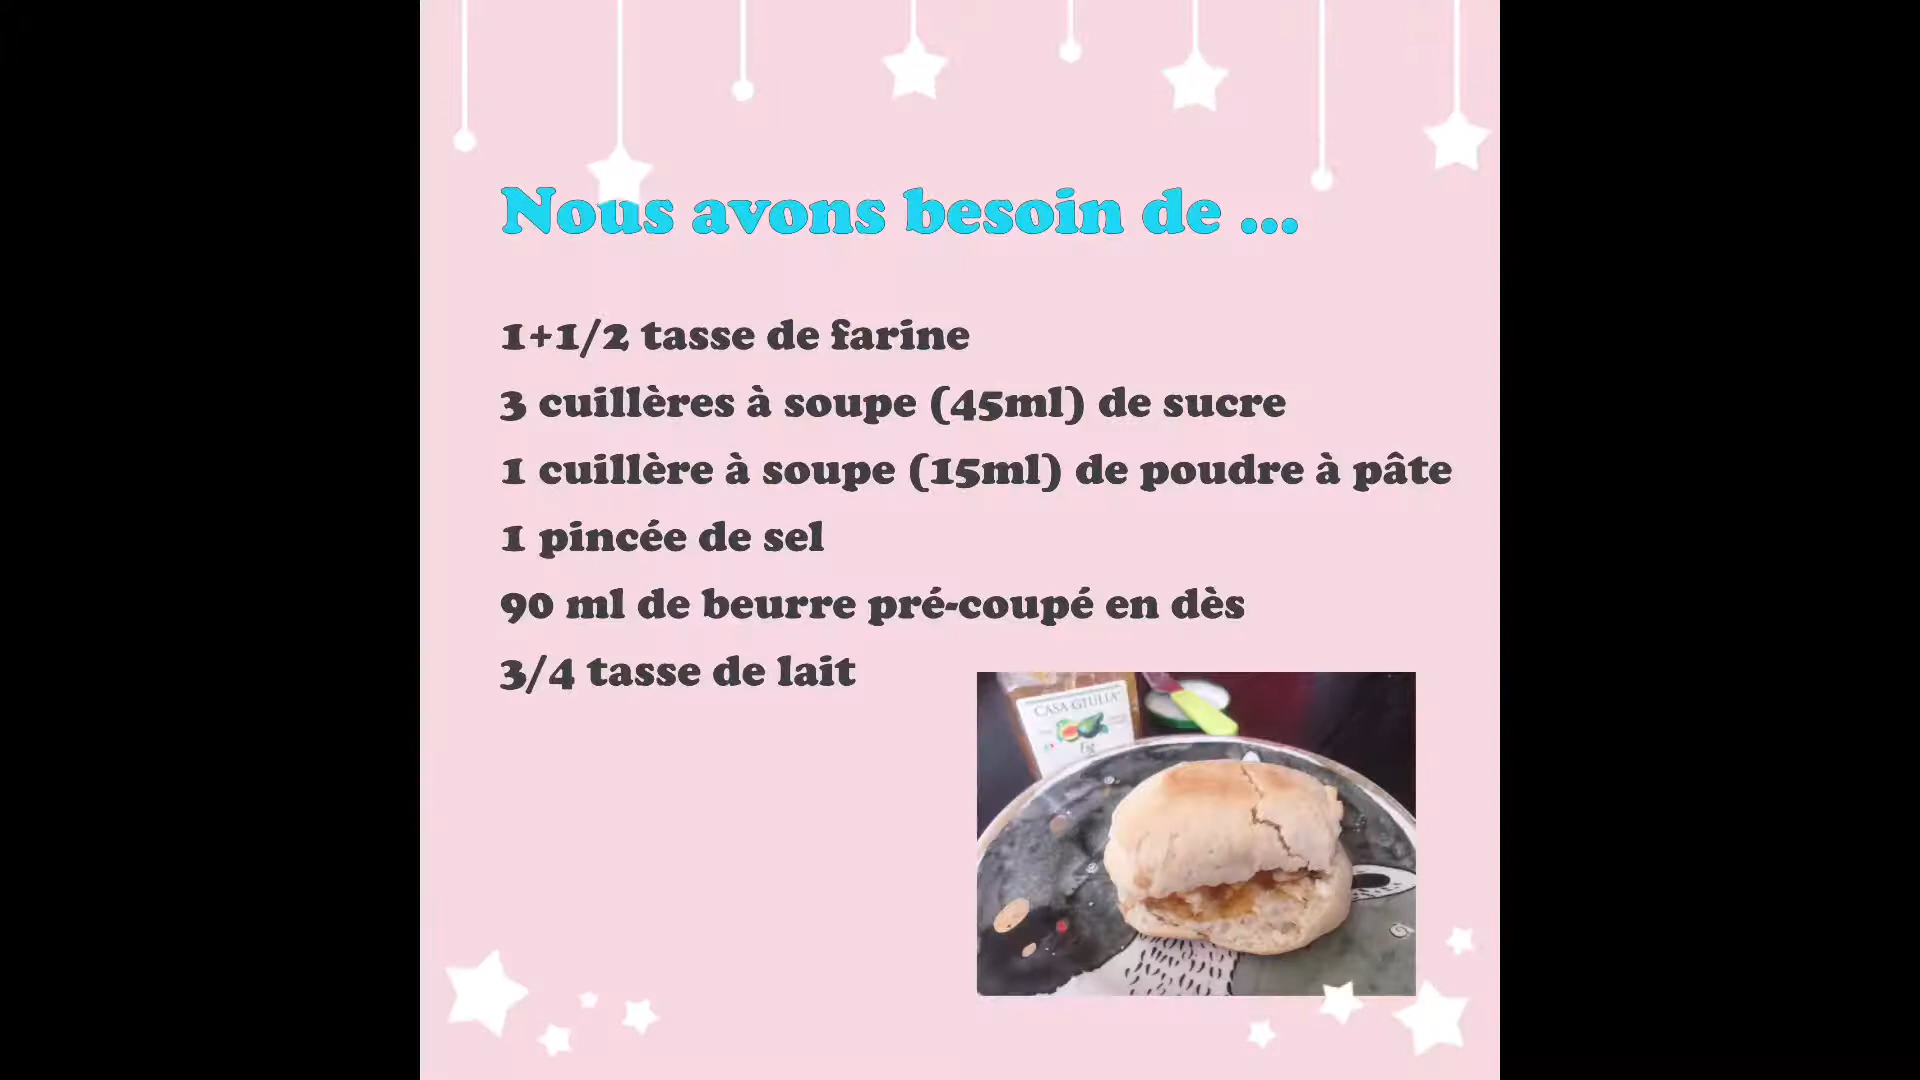 Nous avons besoin de ...
1+1/2 tasse de farine
3 cuillères à soupe (45ml) de sucre
1 cuillère à soupe (15ml) de poudre à pâte
1 pincée de sel
90 ml de beurre pré-coupé en dès
3/4 tasse de lait
CASA GIULIA
Fig